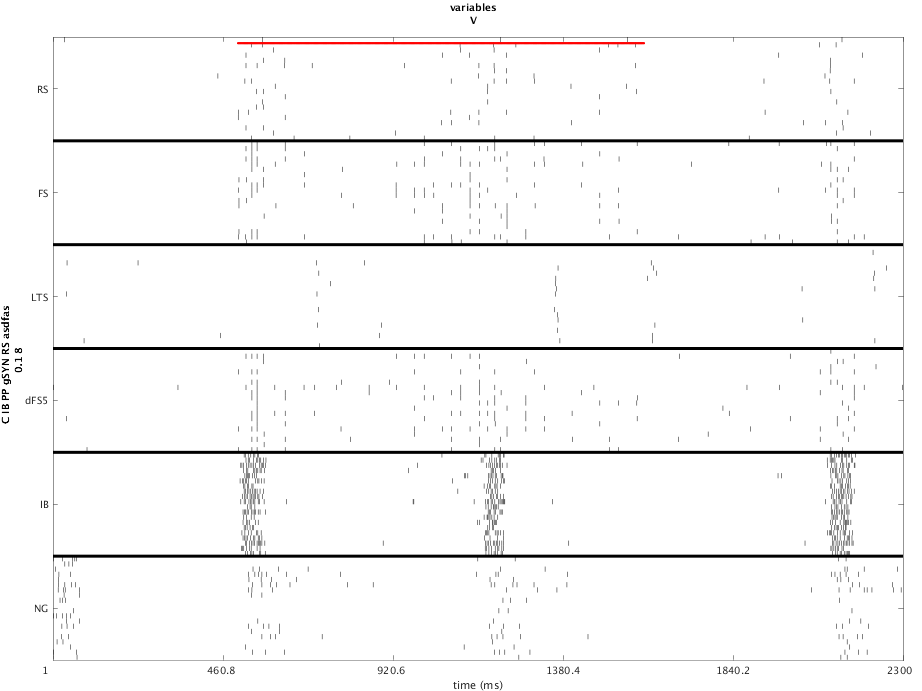 variables
V
RS
FS
LTS
dFS5
IB
NG
C IB PP gSYN RS asdfas
0.1 8
1
460.8
920.6
1380.4
1840.2
2300
time (ms)